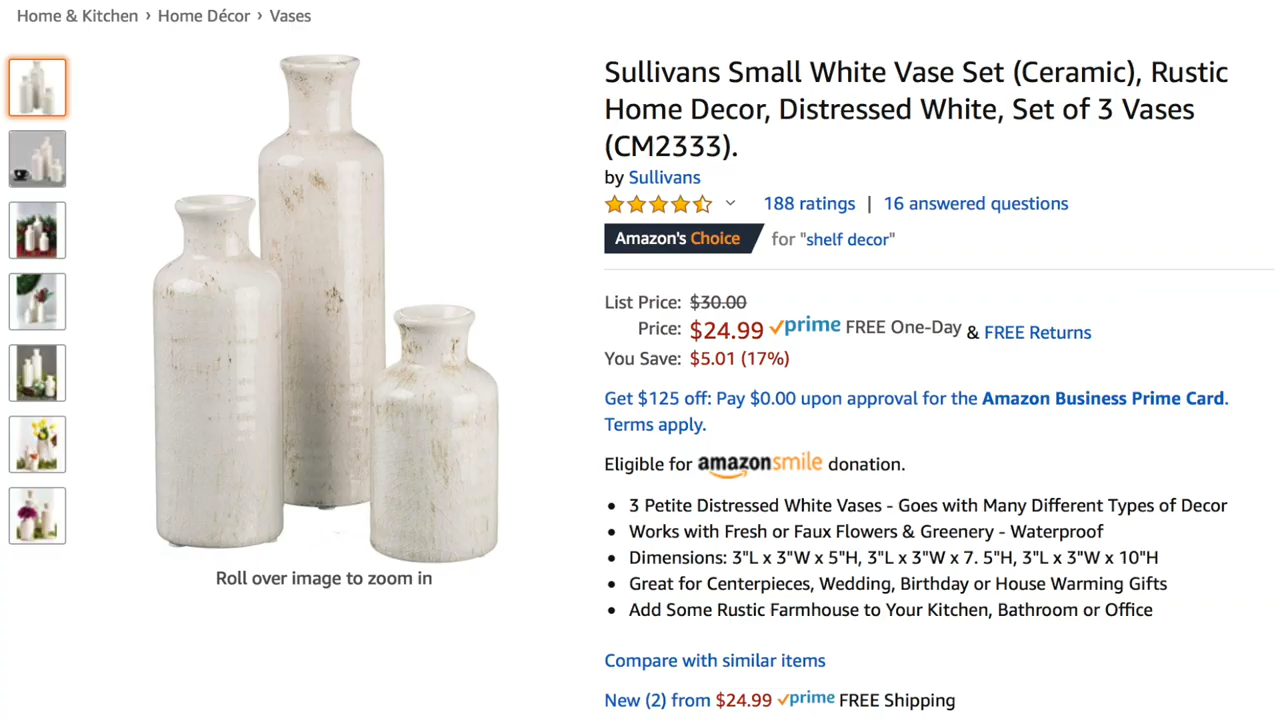 Home & Kitchen › Home Décor › Vases
Sullivans Small White Vase Set (Ceramic), Rustic
Home Decor, Distressed White, Set of 3 Vases
(CM2333).
by Sullivans
188 ratings | 16 answered questions
Amazon's Choice for "shelf decor"
List Price: $30.00
Price: $24.99 prime FREE One-Day & FREE Returns
You Save: $5.01 (17%)
Get $125 off: Pay $0.00 upon approval for the Amazon Business Prime Card.
Terms apply.
Eligible for amazonsmile donation.
• 3 Petite Distressed White Vases - Goes with Many Different Types of Decor
• Works with Fresh or Faux Flowers & Greenery - Waterproof
• Dimensions: 3"L x 3"W x 5"H, 3"L x 3"W x 7. 5"H, 3"L x 3"W x 10"H
• Great for Centerpieces, Wedding, Birthday or House Warming Gifts
• Add Some Rustic Farmhouse to Your Kitchen, Bathroom or Office
Roll over image to zoom in
Compare with similar items
New (2) from $24.99 prime FREE Shipping